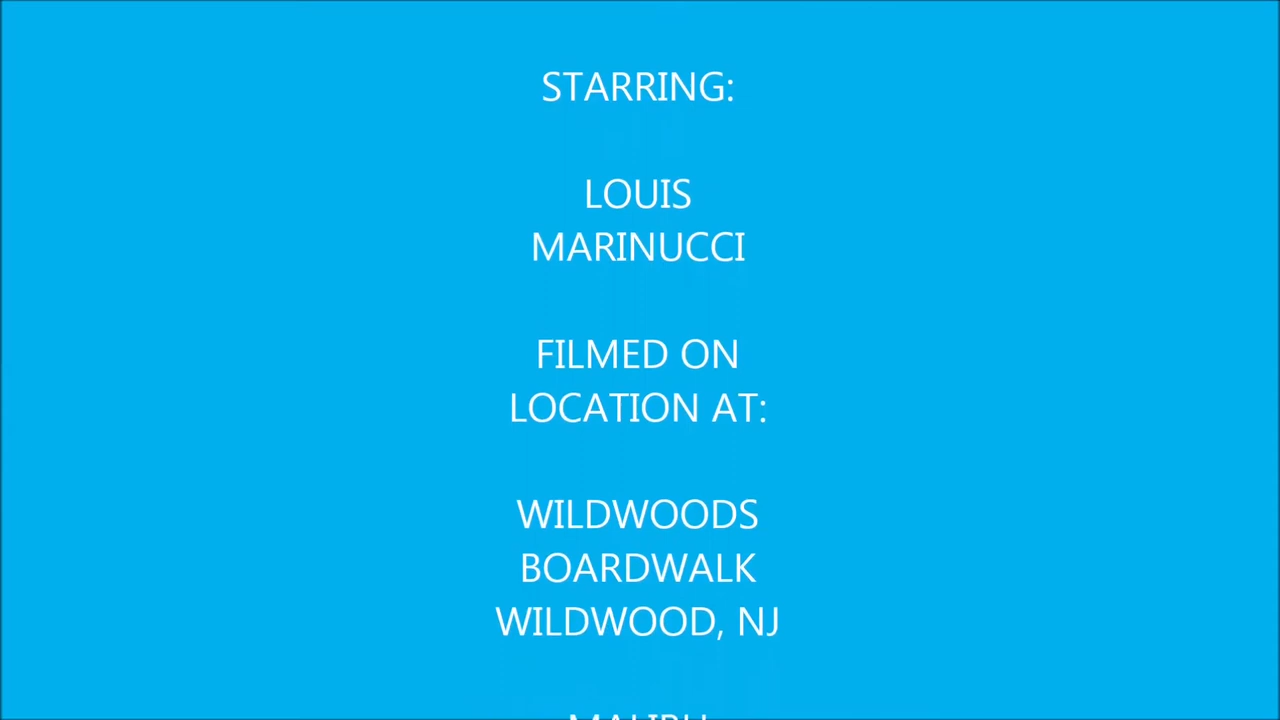 STARRING:
LOUIS
MARINUCCI
FILMED ON
LOCATION AT:
WILDWOODS
BOARDWALK
WILDWOOD, NJ